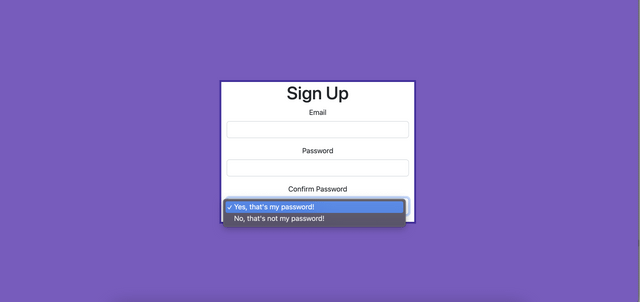 Sign Up
Email
Password
Confirm Password
✓ Yes, that's my password!
No, that's not my password!